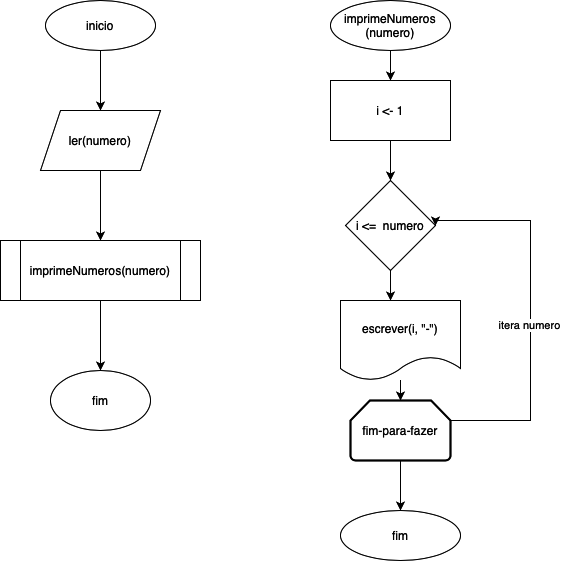 inicio
ler(numero)
imprimeNumeros(numero)
fim
imprimeNumeros
(numero)
i <- 1
i <= numero
escrever(i, "-")
itera numero
fim-para-fazer
fim